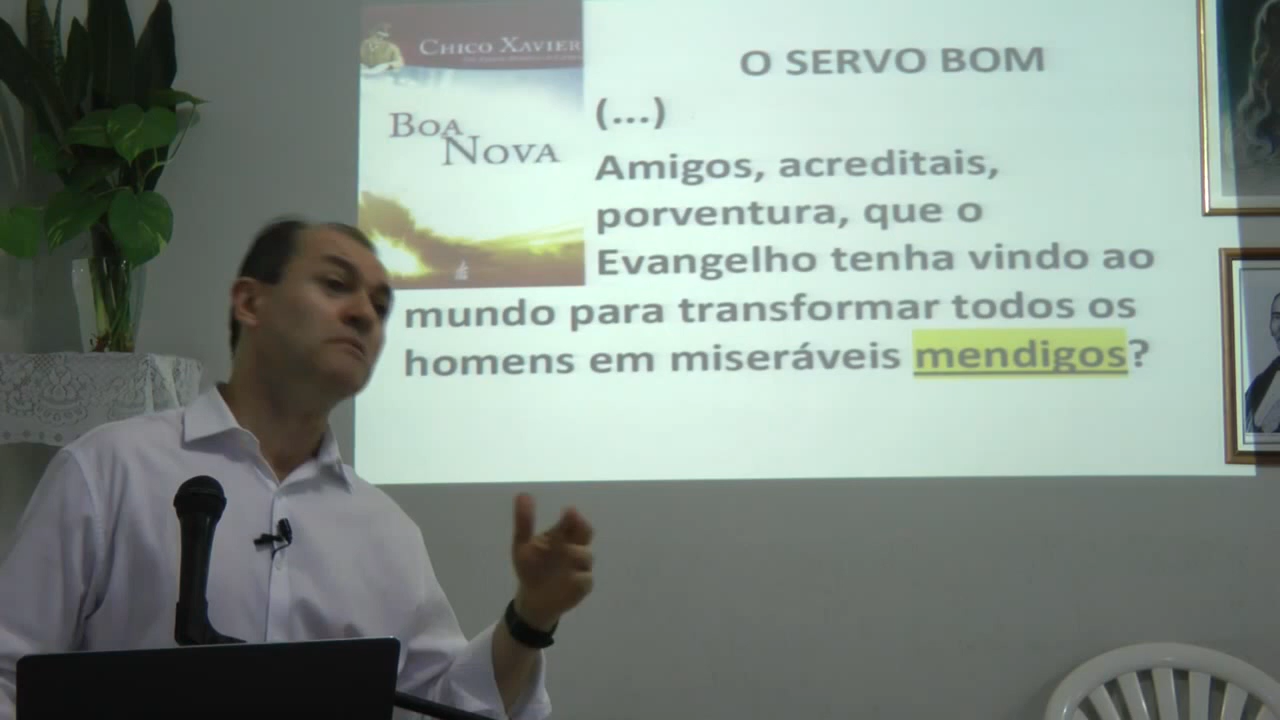 CHICO XAVIER
BOA
NOVA
O SERVO BOM
(...)
Amigos, acreditais,
porventura, que o
Evangelho tenha vindo ao
mundo para transformar todos os
homens em miseráveis mendigos?